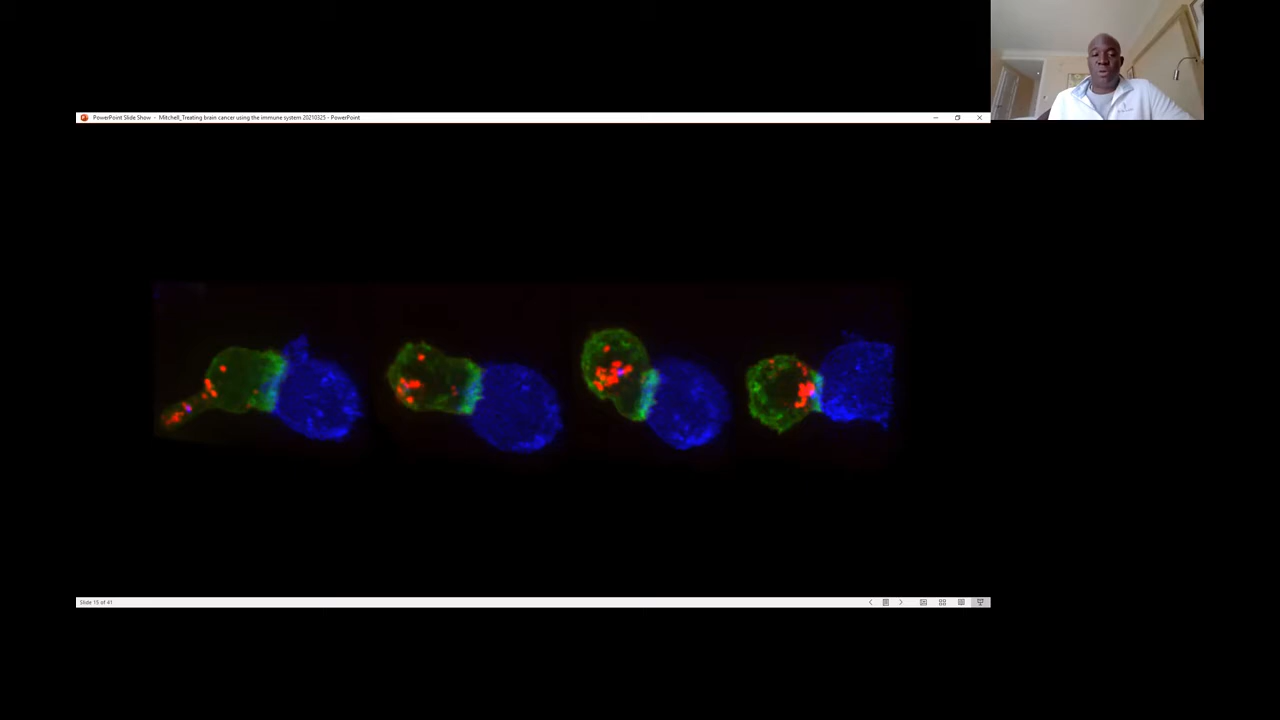 PowerPoint Slide Show - Mitchell_Treating brain cancer using the immune system 20210325 - PowerPoint
Slide 15 of 41